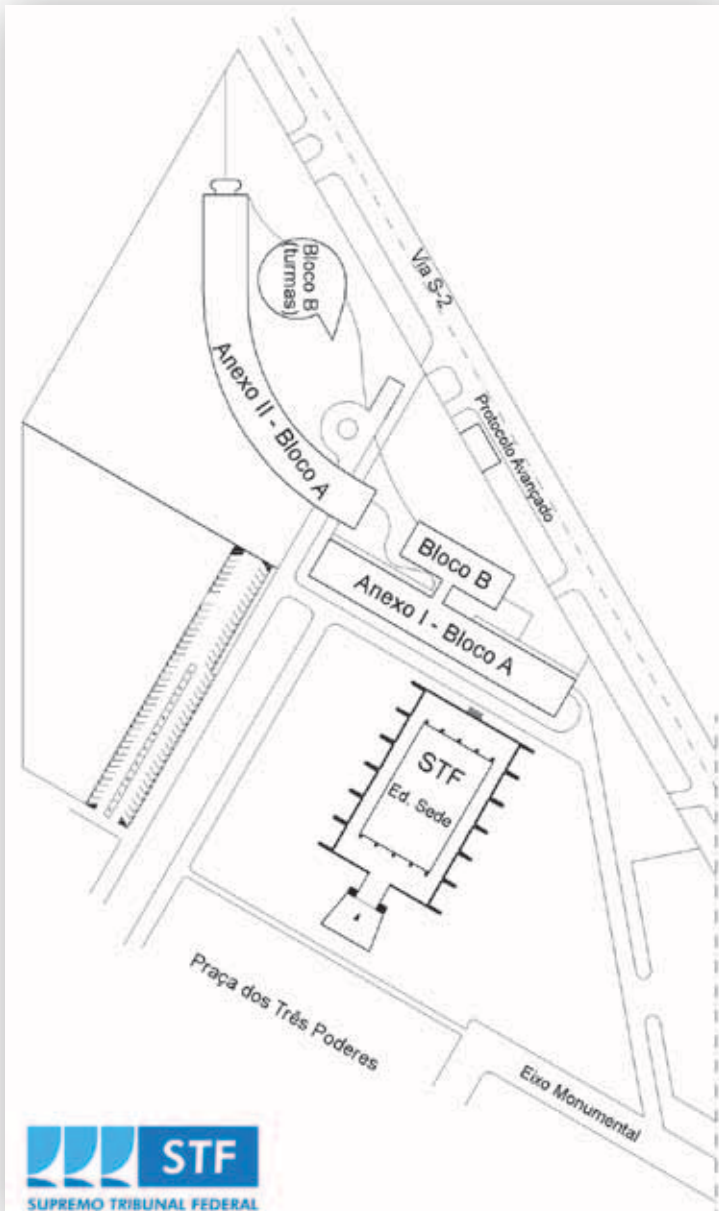 Via S-2
Bloco B
(turmas)
Anexo II - Bloco A
Protocolo Avançado
Bloco B
Anexo I - Bloco A
STF
Ed. Sede
Praça dos Três Poderes
Eixo Monumental
STF
SUPREMO TRIBUNAL FEDERAL